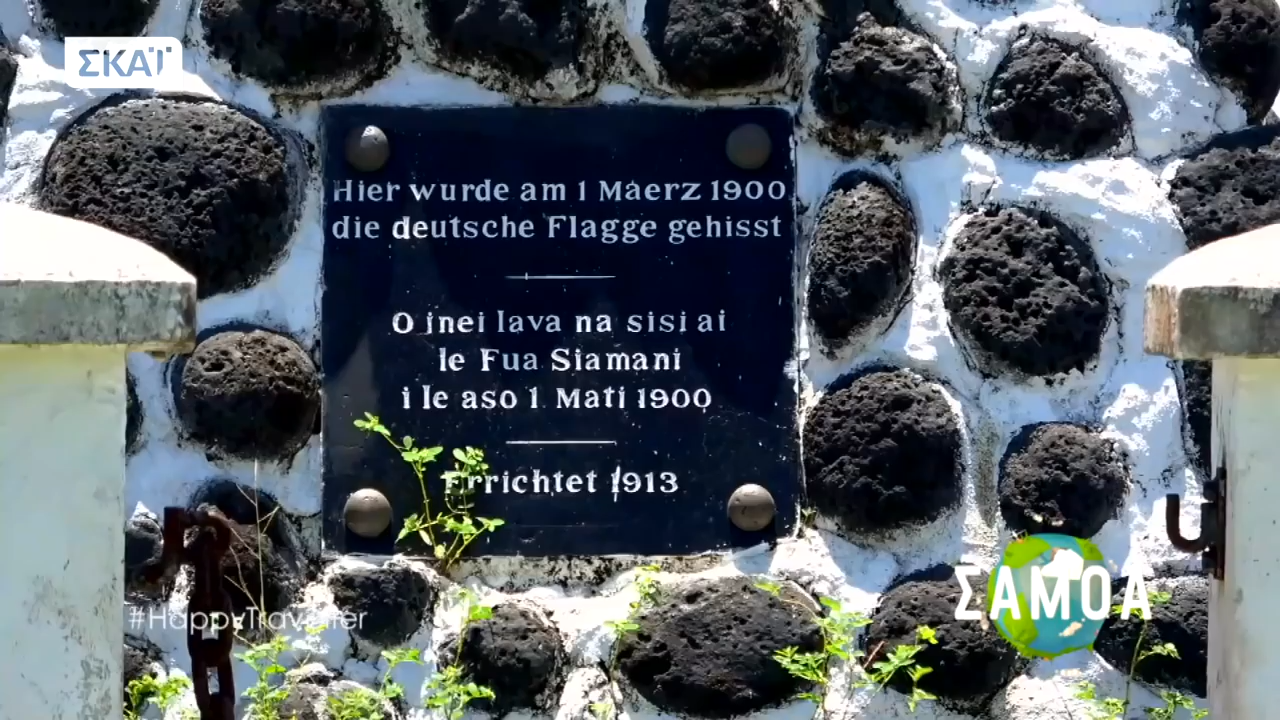 ΣΚΑΪ
Hier wurde am 1 Maerz 1900
die deutsche Flagge gehisst
O inei lava na sisi ai
le Fua Siamani
i le aso 1 Mati 1900
Errichtet 1913
#HappyTraveller
ΣΑΜΟΑ